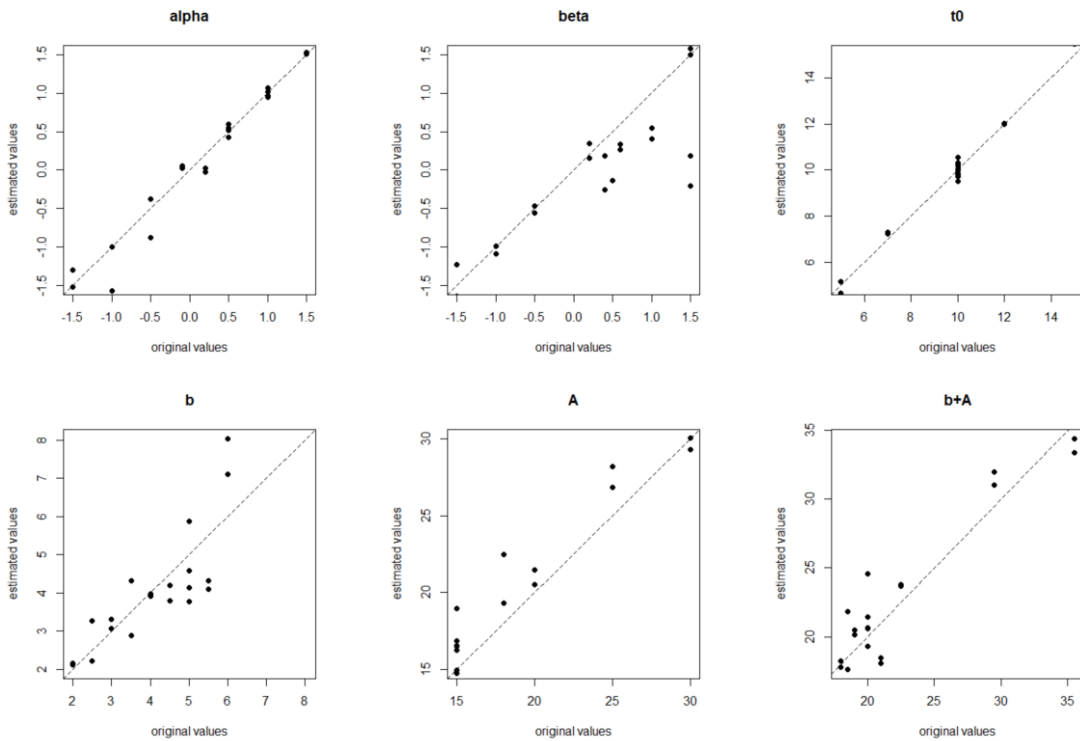 alpha
beta
t0
estimated values
1.5
1.0
0.5
0.0
-0.5
-1.0
-1.5
-1.5 -1.0 -0.5 0.0 0.5 1.0 1.5
original values
estimated values
1.5
1.0
0.5
0.0
-0.5
-1.0
-1.5
-1.5 -1.0 -0.5 0.0 0.5 1.0 1.5
original values
estimated values
14
12
10
8
6
6 8 10 12 14
original values
b
A
b+A
estimated values
8
7
6
5
4
3
2
2 3 4 5 6 7 8
original values
estimated values
30
25
20
15
15 20 25 30
original values
estimated values
35
30
25
20
20 25 30 35
original values